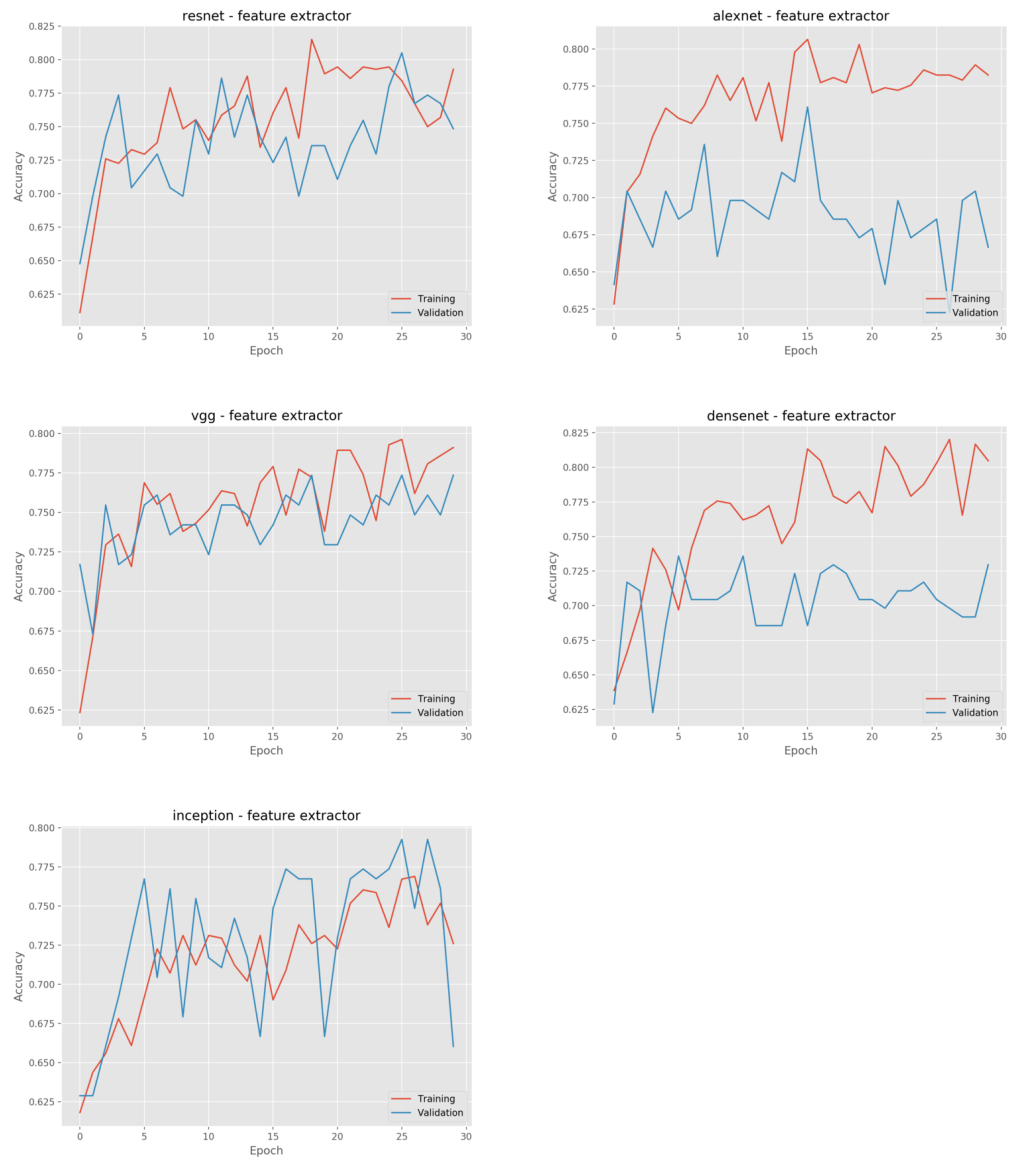 resnet - feature extractor
0.825
0.800
0.775
0.750
0.725
0.700
0.675
0.650
0.625
Accuracy
0 5 10 15 20 25 30
Epoch
Training
Validation
alexnet - feature extractor
0.800
0.775
0.750
0.725
0.700
0.675
0.650
0.625
Accuracy
0 5 10 15 20 25 30
Epoch
Training
Validation
vgg - feature extractor
0.800
0.775
0.750
0.725
0.700
0.675
0.650
0.625
Accuracy
0 5 10 15 20 25 30
Epoch
Training
Validation
densenet - feature extractor
0.825
0.800
0.775
0.750
0.725
0.700
0.675
0.650
0.625
Accuracy
0 5 10 15 20 25 30
Epoch
Training
Validation
inception - feature extractor
0.800
0.775
0.750
0.725
0.700
0.675
0.650
0.625
Accuracy
0 5 10 15 20 25 30
Epoch
Training
Validation